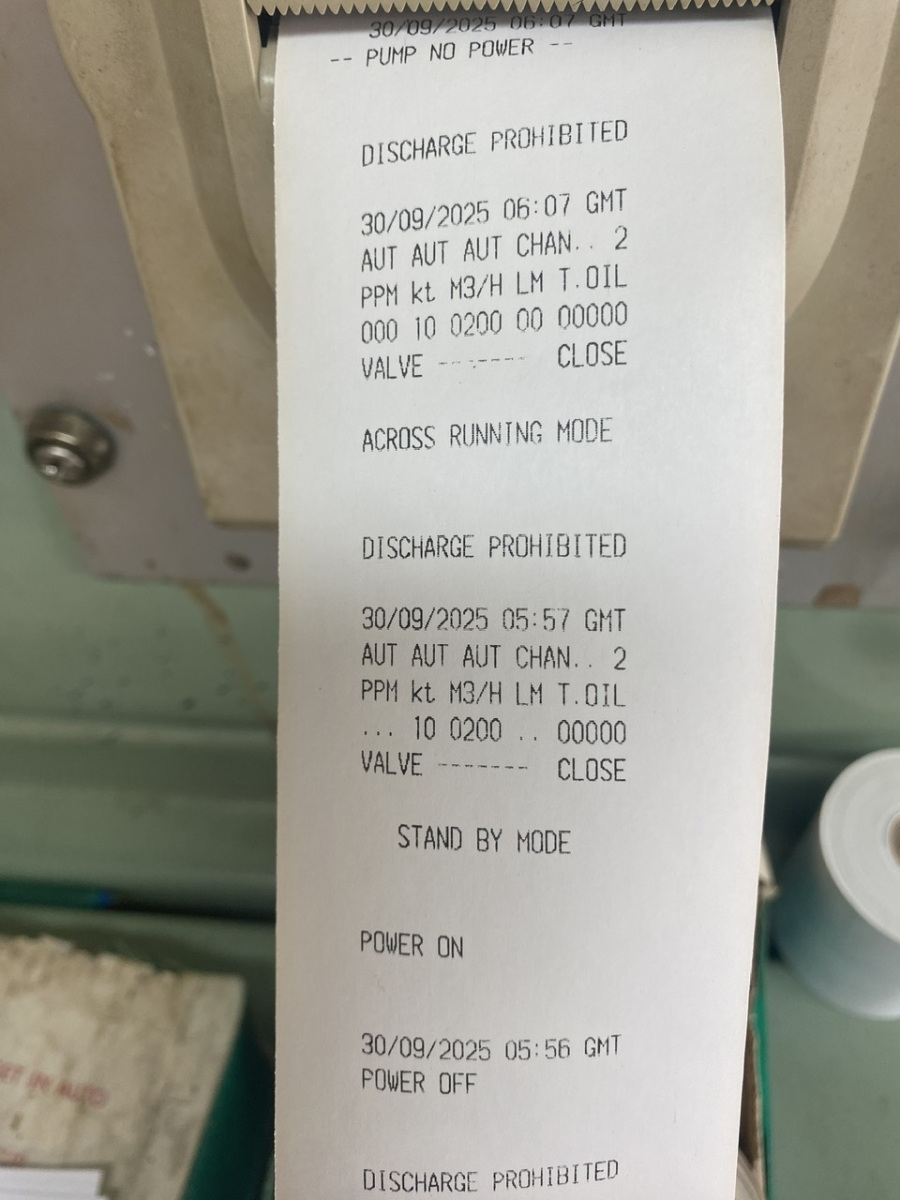 30/09/2025 06:07 GMT
-- PUMP NO POWER --
DISCHARGE PROHIBITED
30/09/2025 06:07 GMT
AUT AUT AUT CHAN.. 2
PPM kt M3/H LM T.OIL
000 10 0200 00 00000
VALVE ------- CLOSE
ACROSS RUNNING MODE
DISCHARGE PROHIBITED
30/09/2025 05:57 GMT
AUT AUT AUT CHAN.. 2
PPM kt M3/H LM T.OIL
... 10 0200 .. 00000
VALVE ------- CLOSE
STAND BY MODE
POWER ON
30/09/2025 05:56 GMT
POWER OFF
DISCHARGE PROHIBITED
IN AUTO